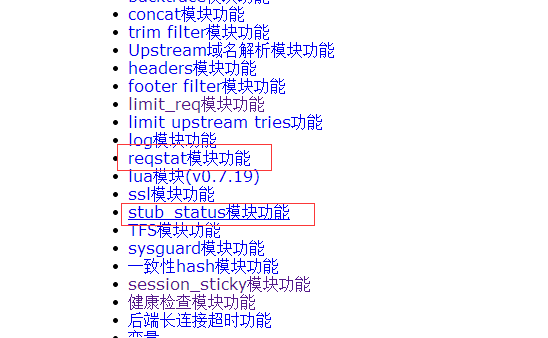 concat模块功能
trim filter模块功能
Upstream域名解析模块功能
headers模块功能
footer filter模块功能
limit_req模块功能
limit upstream tries功能
log模块功能
reqstat模块功能
lua模块(v0.7.19)
ssl模块功能
stub_status模块功能
TFS模块功能
sysguard模块功能
一致性hash模块功能
session_sticky模块功能
健康检查模块功能
后端长连接超时功能
变量